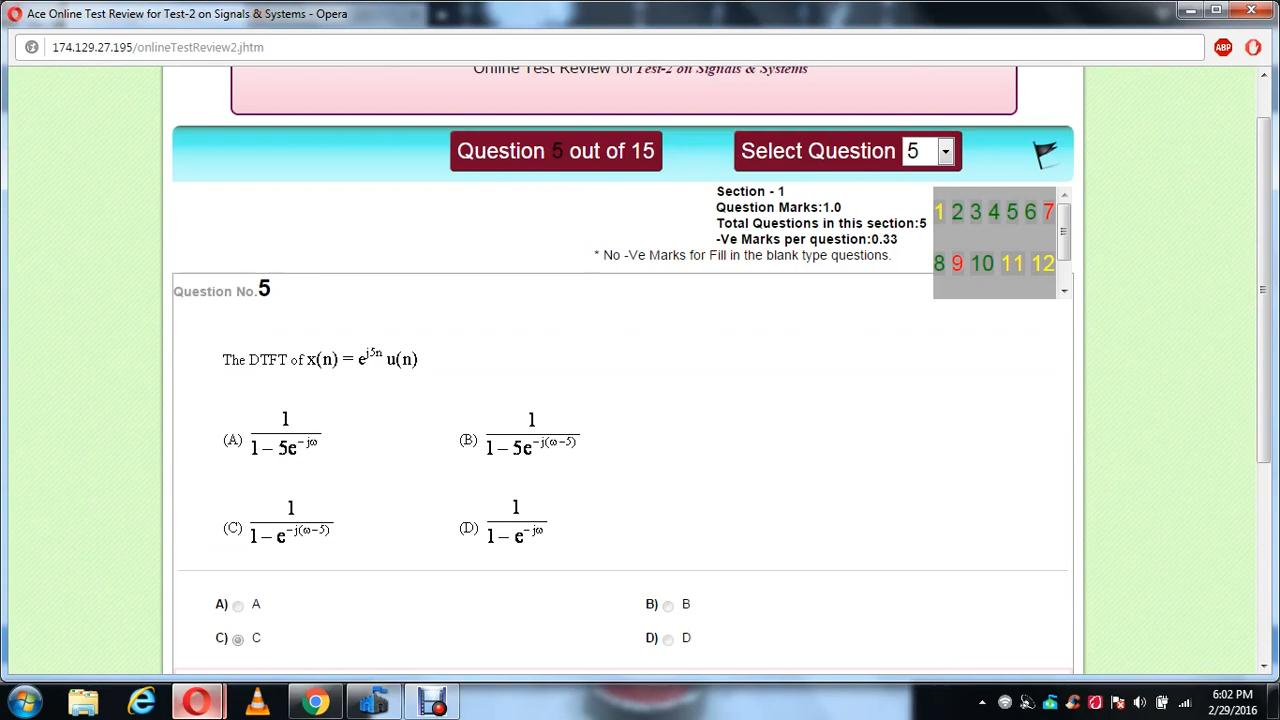 Ace Online Test Review for Test-2 on Signals & Systems - Opera
174.129.27.195/onlineTestReview2.jhtm
ABP
Online Test Review for Test-2 on Signals & Systems
Question 5 out of 15
Select Question 5
Section - 1
Question Marks:1.0
Total Questions in this section:5
-Ve Marks per question:0.33
* No -Ve Marks for Fill in the blank type questions.
1 2 3 4 5 6 7
8 9 10 11 12
Question No.5
The DTFT of x(n) = e^{j5n} u(n)
(A) 1 / (1 – 5e^{–jω}) (B) 1 / (1 – 5e^{–j(ω–5)})
(C) 1 / (1 – e^{–j(ω–5)}) (D) 1 / (1 – e^{–jω})
A) A B) B
C) C D) D
6:02 PM
2/29/2016